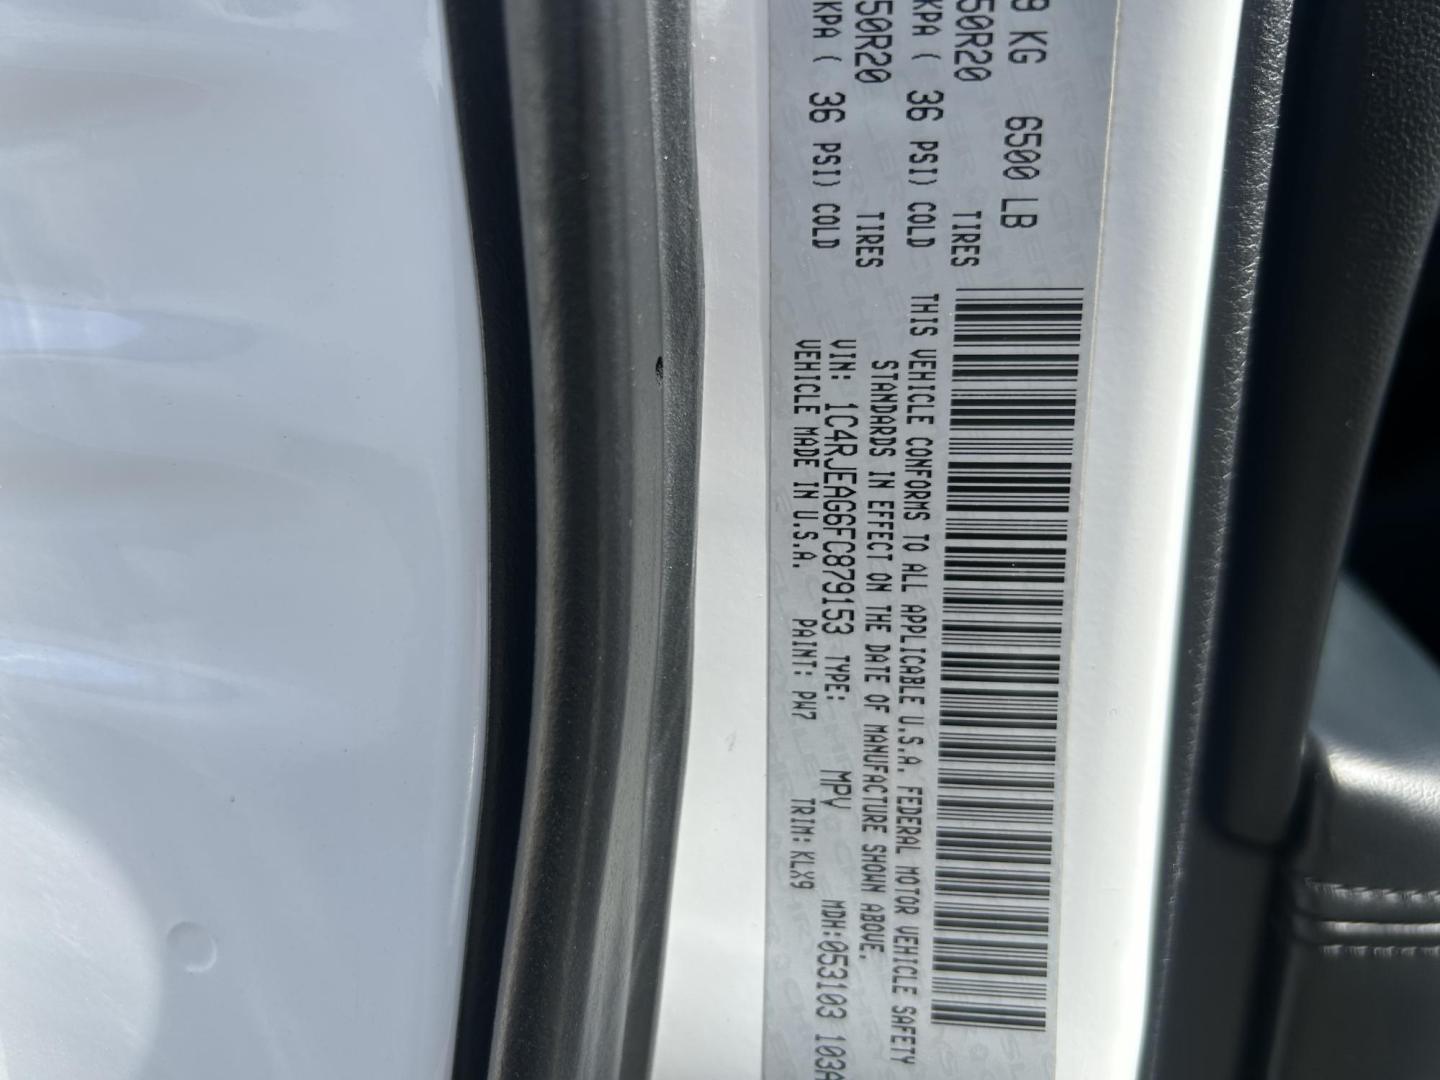 9 KG 6500 LB
50R20 TIRES
KPA ( 36 PSI) COLD
50R20 TIRES
KPA ( 36 PSI) COLD
THIS VEHICLE CONFORMS TO ALL APPLICABLE U.S.A. FEDERAL MOTOR VEHICLE SAFETY
STANDARDS IN EFFECT ON THE DATE OF MANUFACTURE SHOWN ABOVE.
VIN: 1C4RJEAG6FC879153 TYPE: MPV MDH:053103 103A
VEHICLE MADE IN U.S.A. PAINT: PW7 TRIM: KLX9